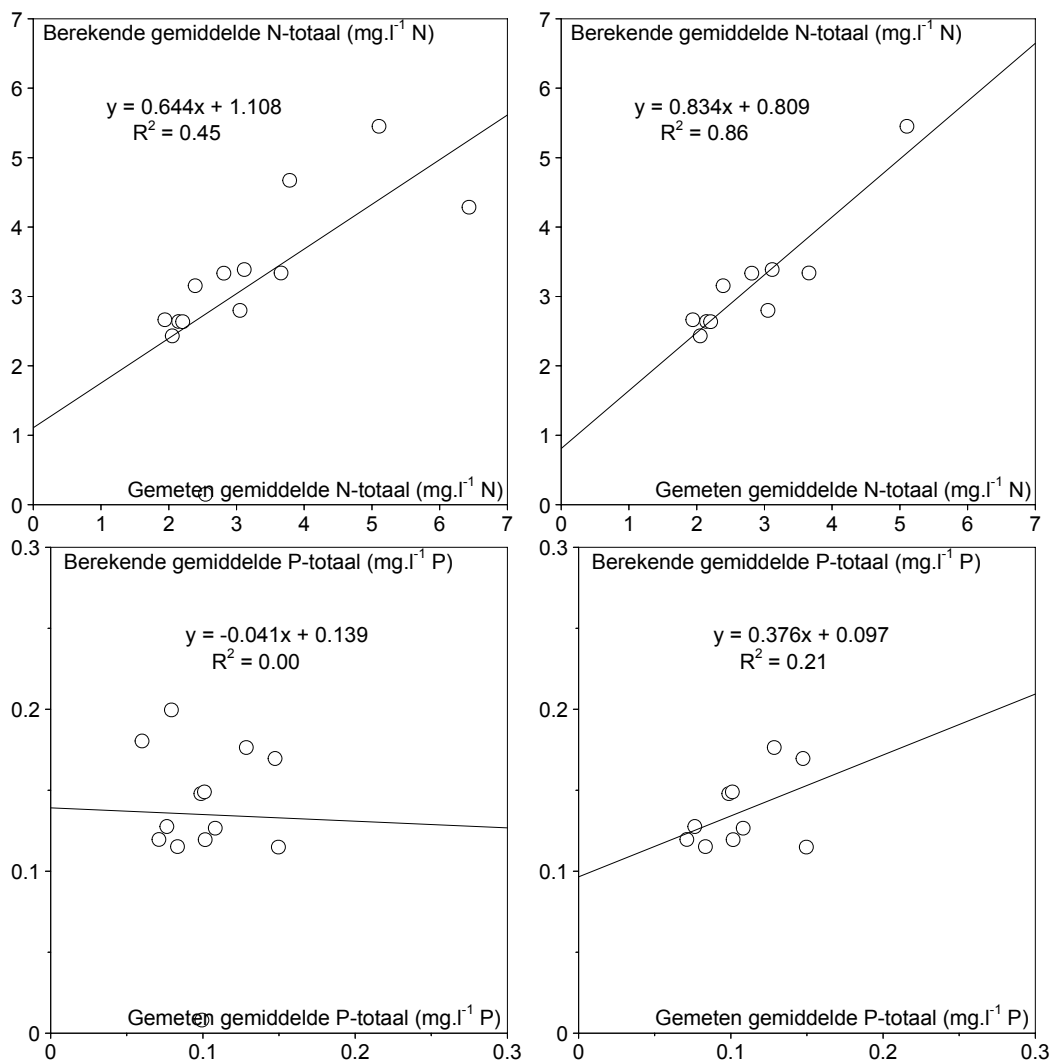 Berekende gemiddelde N-totaal (mg.l⁻¹ N)
y = 0.644x + 1.108
R² = 0.45
7
6
5
4
3
2
1
0
Gemeten gemiddelde N-totaal (mg.l⁻¹ N)
0 1 2 3 4 5 6 7
Berekende gemiddelde N-totaal (mg.l⁻¹ N)
y = 0.834x + 0.809
R² = 0.86
7
6
5
4
3
2
1
0
Gemeten gemiddelde N-totaal (mg.l⁻¹ N)
0 1 2 3 4 5 6 7
Berekende gemiddelde P-totaal (mg.l⁻¹ P)
y = -0.041x + 0.139
R² = 0.00
0.3
0.2
0.1
0
Gemeten gemiddelde P-totaal (mg.l⁻¹ P)
0 0.1 0.2 0.3
Berekende gemiddelde P-totaal (mg.l⁻¹ P)
y = 0.376x + 0.097
R² = 0.21
0.3
0.2
0.1
0
Gemeten gemiddelde P-totaal (mg.l⁻¹ P)
0 0.1 0.2 0.3